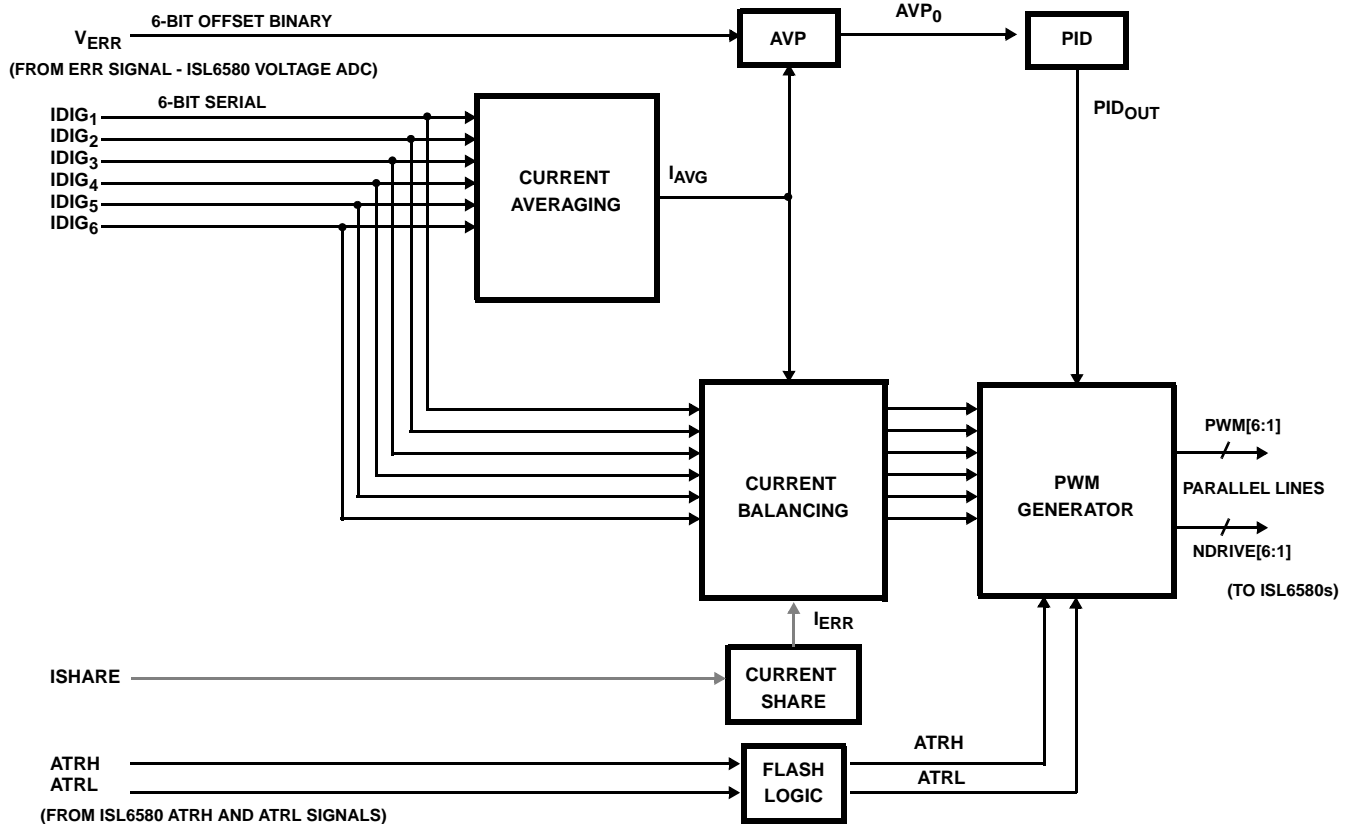 6-BIT OFFSET BINARY
VERR
(FROM ERR SIGNAL - ISL6580 VOLTAGE ADC)
AVP
AVP0
PID
PIDOUT
6-BIT SERIAL
IDIG1
IDIG2
IDIG3
IDIG4
IDIG5
IDIG6
CURRENT
AVERAGING
IAVG
CURRENT
BALANCING
PWM
GENERATOR
PWM[6:1]
PARALLEL LINES
NDRIVE[6:1]
(TO ISL6580s)
IERR
ISHARE
CURRENT
SHARE
ATRH
ATRL
(FROM ISL6580 ATRH AND ATRL SIGNALS)
FLASH
LOGIC
ATRH
ATRL